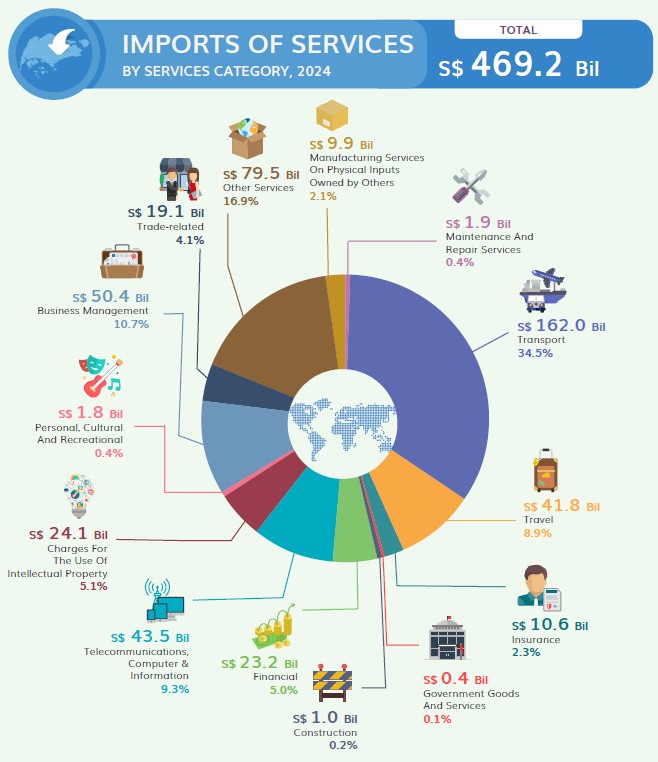 IMPORTS OF SERVICES
BY SERVICES CATEGORY, 2024
TOTAL
S$ 469.2 Bil
S$ 9.9 Bil
Manufacturing Services
On Physical Inputs
Owned by Others
2.1%
S$ 79.5 Bil
Other Services
16.9%
S$ 19.1 Bil
Trade-related
4.1%
S$ 1.9 Bil
Maintenance And
Repair Services
0.4%
S$ 50.4 Bil
Business Management
10.7%
S$ 162.0 Bil
Transport
34.5%
S$ 1.8 Bil
Personal, Cultural
And Recreational
0.4%
S$ 41.8 Bil
Travel
8.9%
S$ 24.1 Bil
Charges For
The Use Of
Intellectual Property
5.1%
S$ 10.6 Bil
Insurance
2.3%
S$ 43.5 Bil
Telecommunications,
Computer &
Information
9.3%
S$ 23.2 Bil
Financial
5.0%
S$ 0.4 Bil
Government Goods
And Services
0.1%
S$ 1.0 Bil
Construction
0.2%